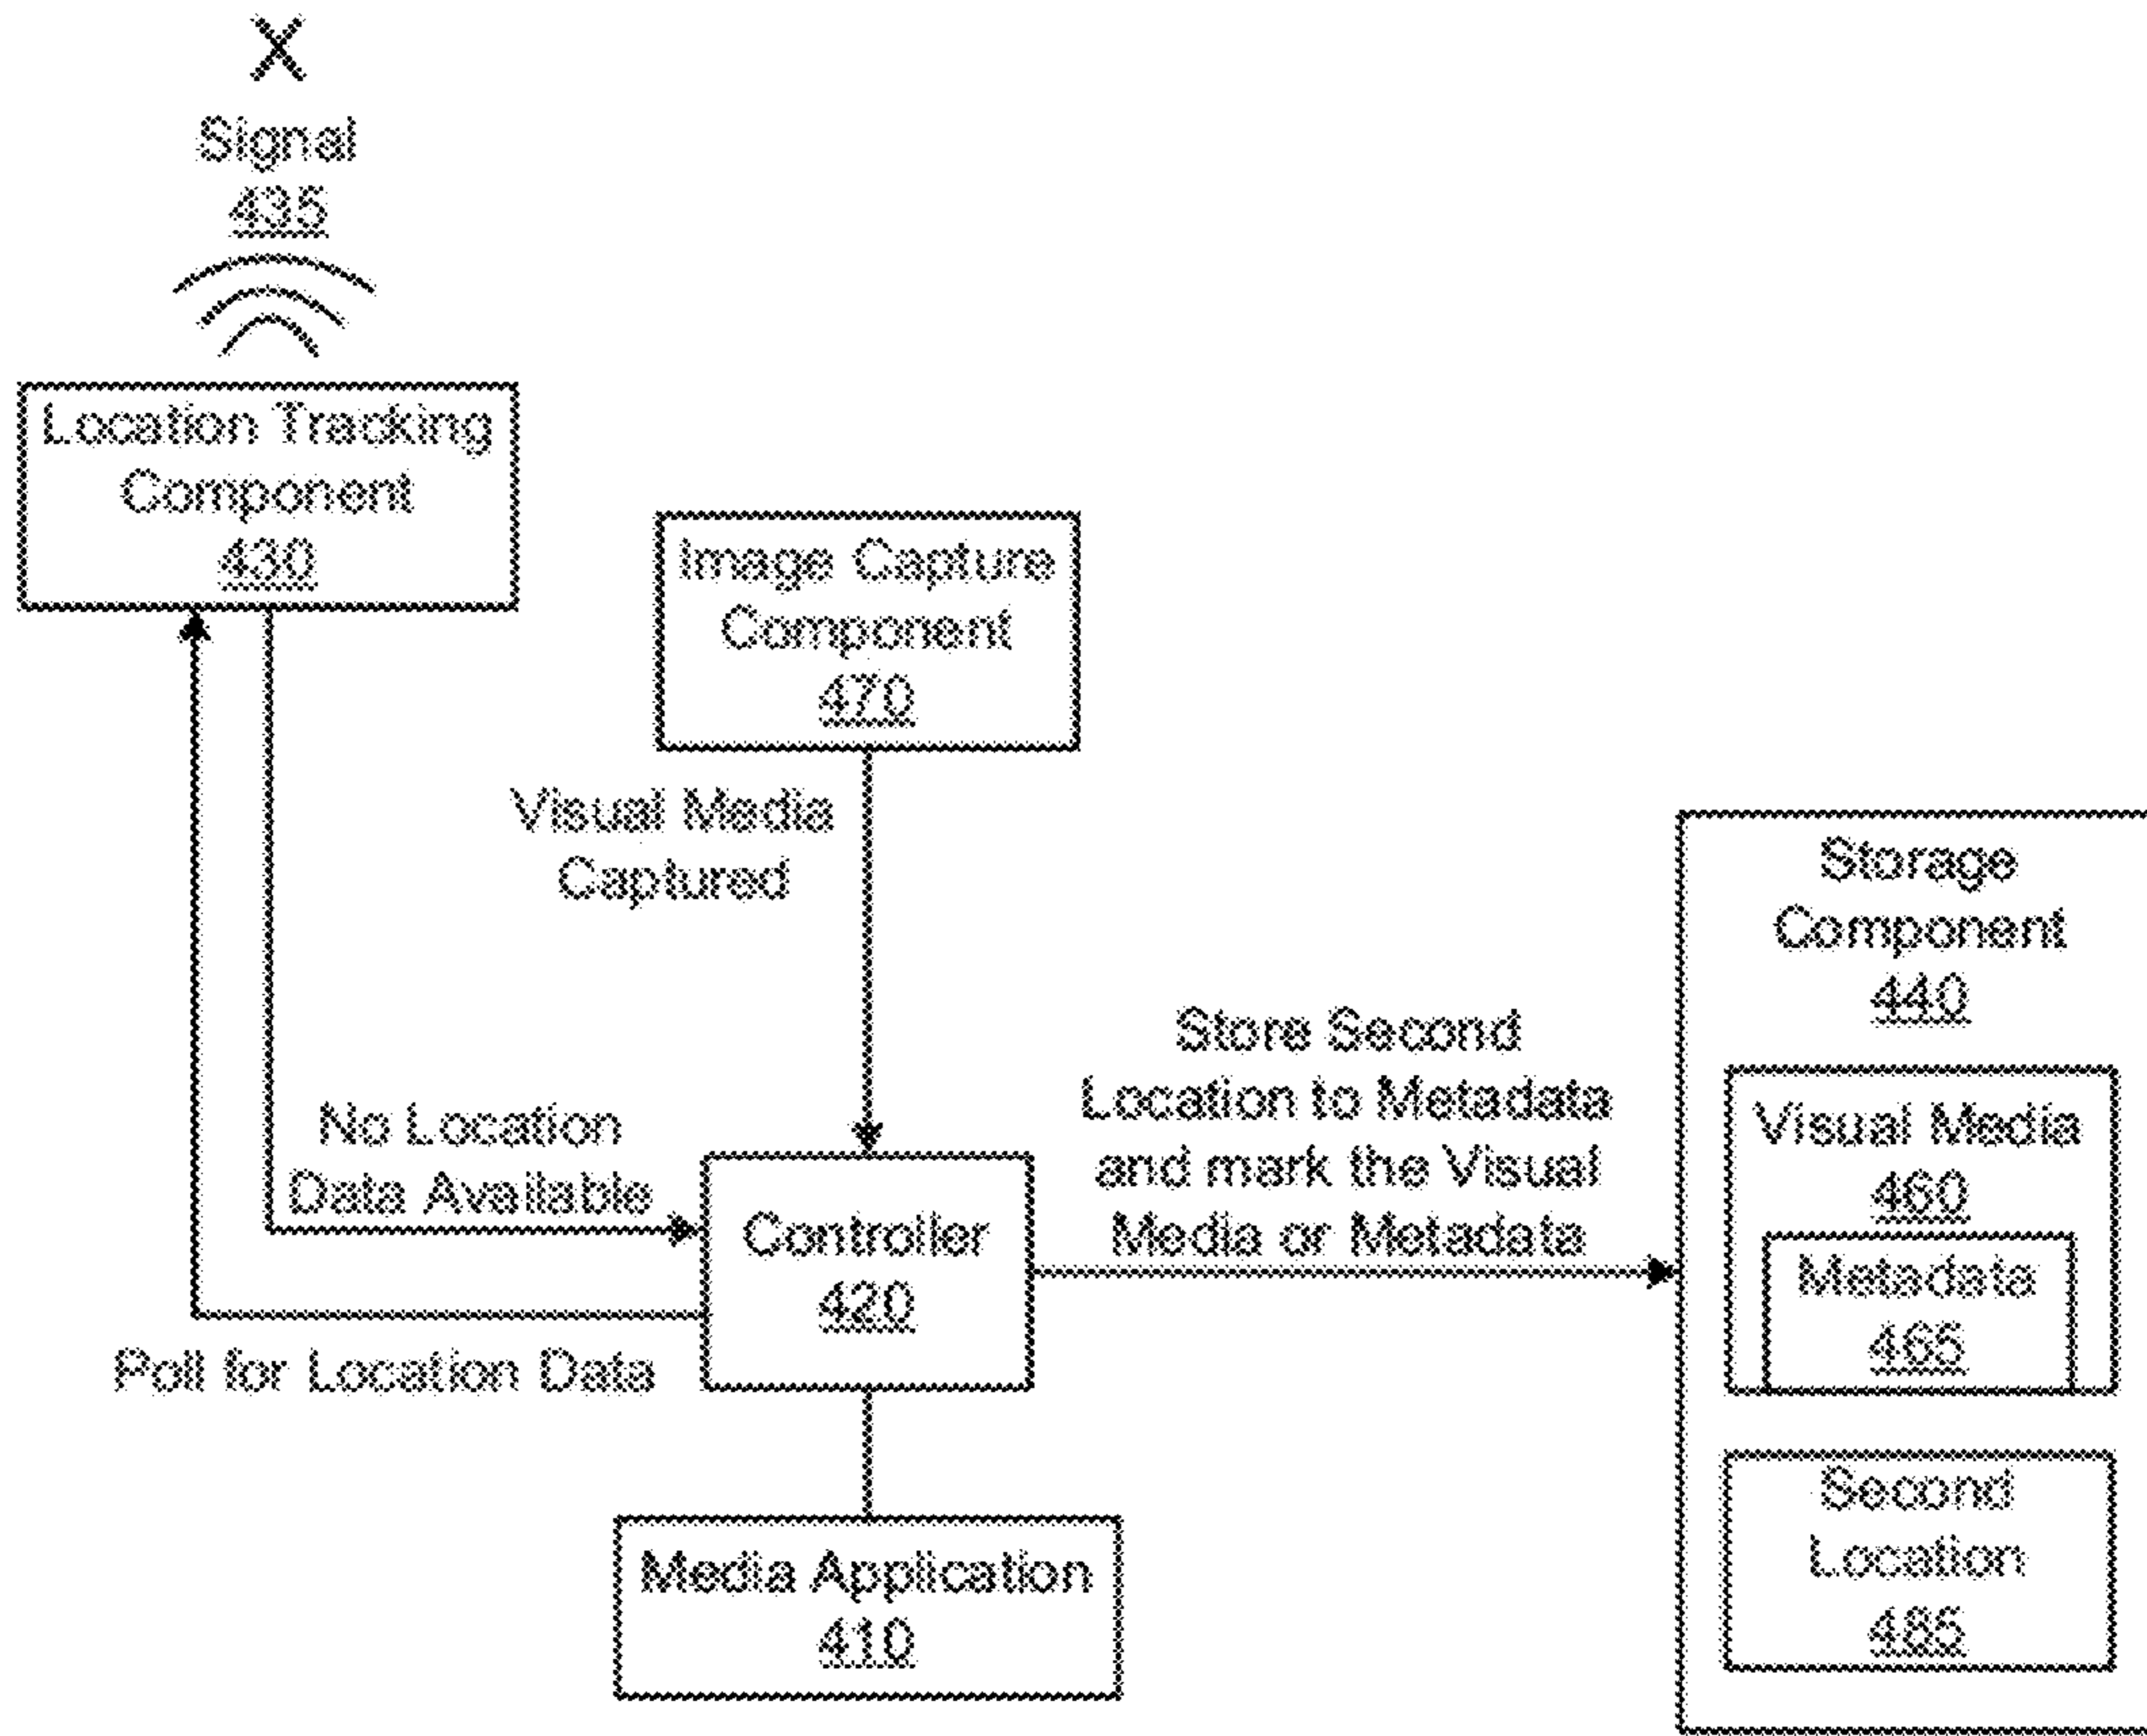 X
Signal
435
Location Tracking
Component
430
Image Capture
Component
470
Visual Media
Captured
No Location
Data Available
Poll for Location Data
Controller
420
Media Application
410
Store Second
Location to Metadata
and mark the Visual
Media or Metadata
Storage
Component
440
Visual Media
460
Metadata
465
Second
Location
485